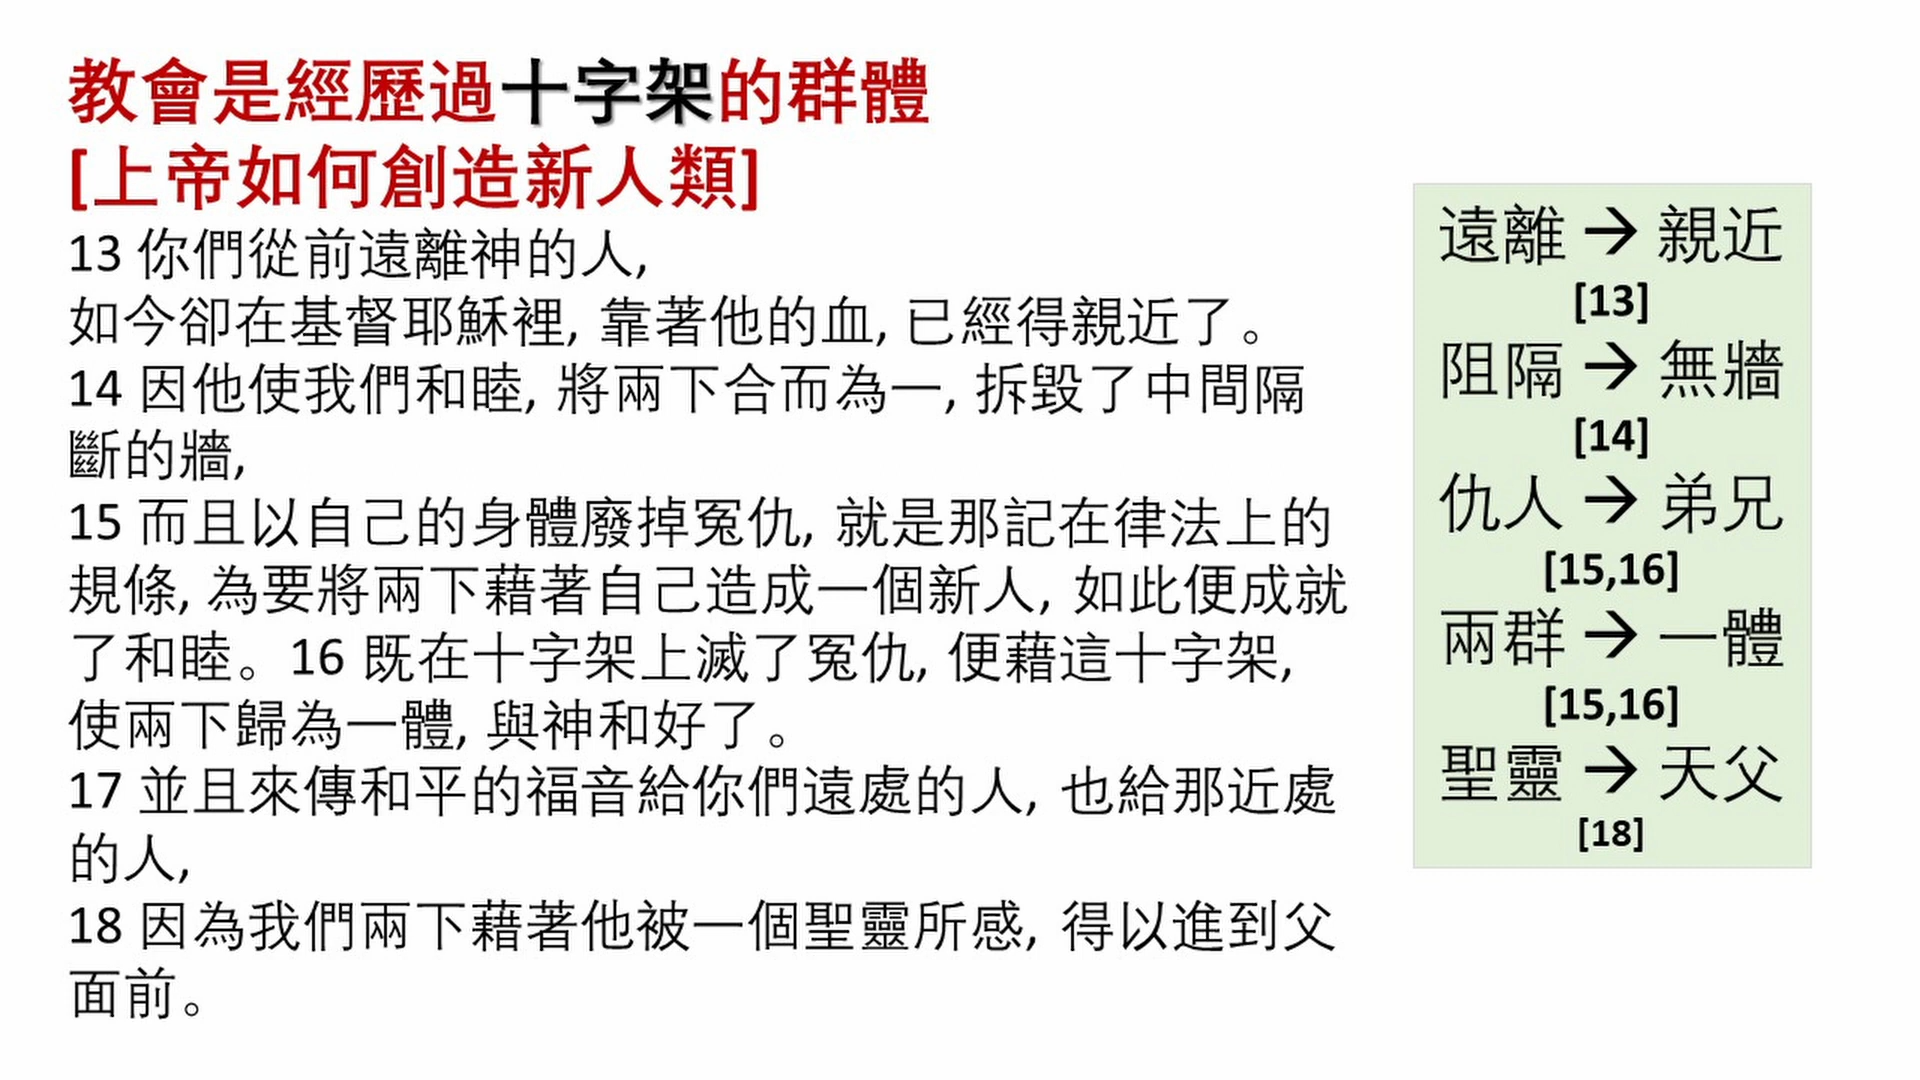 教會是經歷過十字架的群體
[上帝如何創造新人類]
13 你們從前遠離神的人,
如今卻在基督耶穌裡, 靠著他的血, 已經得親近了。
14 因他使我們和睦, 將兩下合而為一, 拆毀了中間隔
斷的牆,
15 而且以自己的身體廢掉冤仇, 就是那記在律法上的
規條, 為要將兩下藉著自己造成一個新人, 如此便成就
了和睦。16 既在十字架上滅了冤仇, 便藉這十字架,
使兩下歸為一體, 與神和好了。
17 並且來傳和平的福音給你們遠處的人, 也給那近處
的人,
18 因為我們兩下藉著他被一個聖靈所感, 得以進到父
面前。
遠離 → 親近
[13]
阻隔 → 無牆
[14]
仇人 → 弟兄
[15,16]
兩群 → 一體
[15,16]
聖靈 → 天父
[18]